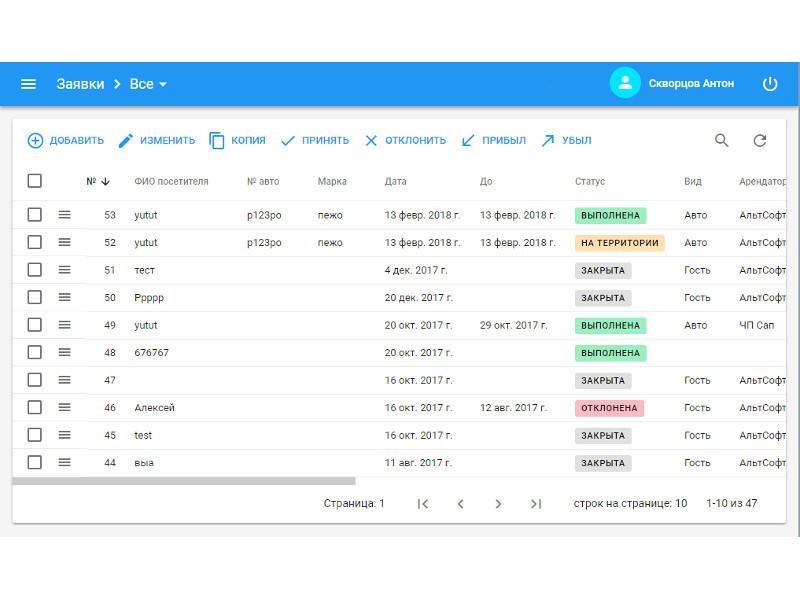 Заявки Все Скворцов Антон
ДОБАВИТЬ ИЗМЕНИТЬ КОПИЯ ПРИНЯТЬ ОТКЛОНИТЬ ПРИБЫЛ УБЫЛ
№ ФИО посетителя № авто Марка Дата До Статус Вид Арендатор
53 yutut р123ро пежо 13 февр. 2018 г. 13 февр. 2018 г. ВЫПОЛНЕНА Авто АльтСофт
52 yutut р123ро пежо 13 февр. 2018 г. 13 февр. 2018 г. НА ТЕРРИТОРИИ Авто АльтСофт
51 тест 4 дек. 2017 г. ЗАКРЫТА Гость АльтСофт
50 Ррррр 20 дек. 2017 г. ЗАКРЫТА Гость АльтСофт
49 yutut 20 окт. 2017 г. 29 окт. 2017 г. ВЫПОЛНЕНА Авто ЧП Сап
48 676767 20 окт. 2017 г. ВЫПОЛНЕНА
47 16 окт. 2017 г. ЗАКРЫТА Гость АльтСофт
46 Алексей 16 окт. 2017 г. 12 авг. 2017 г. ОТКЛОНЕНА Гость АльтСофт
45 test 16 окт. 2017 г. ЗАКРЫТА Гость АльтСофт
44 выа 11 авг. 2017 г. ЗАКРЫТА Гость АльтСофт
Страница: 1 строк на странице: 10 1-10 из 47